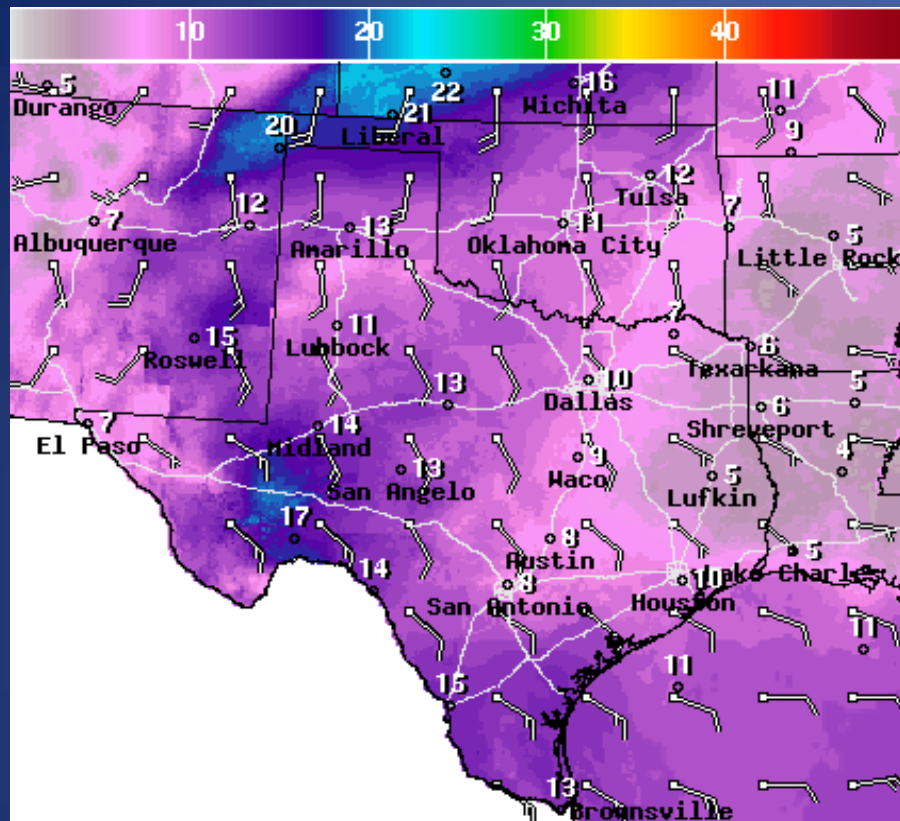 10 20 30 40
5
Durango
22
16
Wichita
11
21
Liberal
20
9
12
Tulsa
7
12
13
11
7
5
Albuquerque
Amarillo
Oklahoma City
Little Rock
15
Roswell
11
Lubbock
7
6
Texarkana
13
10
Dallas
5
6
7
El Paso
14
Midland
Shreveport
13
San Angelo
9
Waco
5
Lufkin
4
17
8
Austin
5
14
8
San Antonio
10
Houston
Lake Charles
11
11
15
13
Brownsville